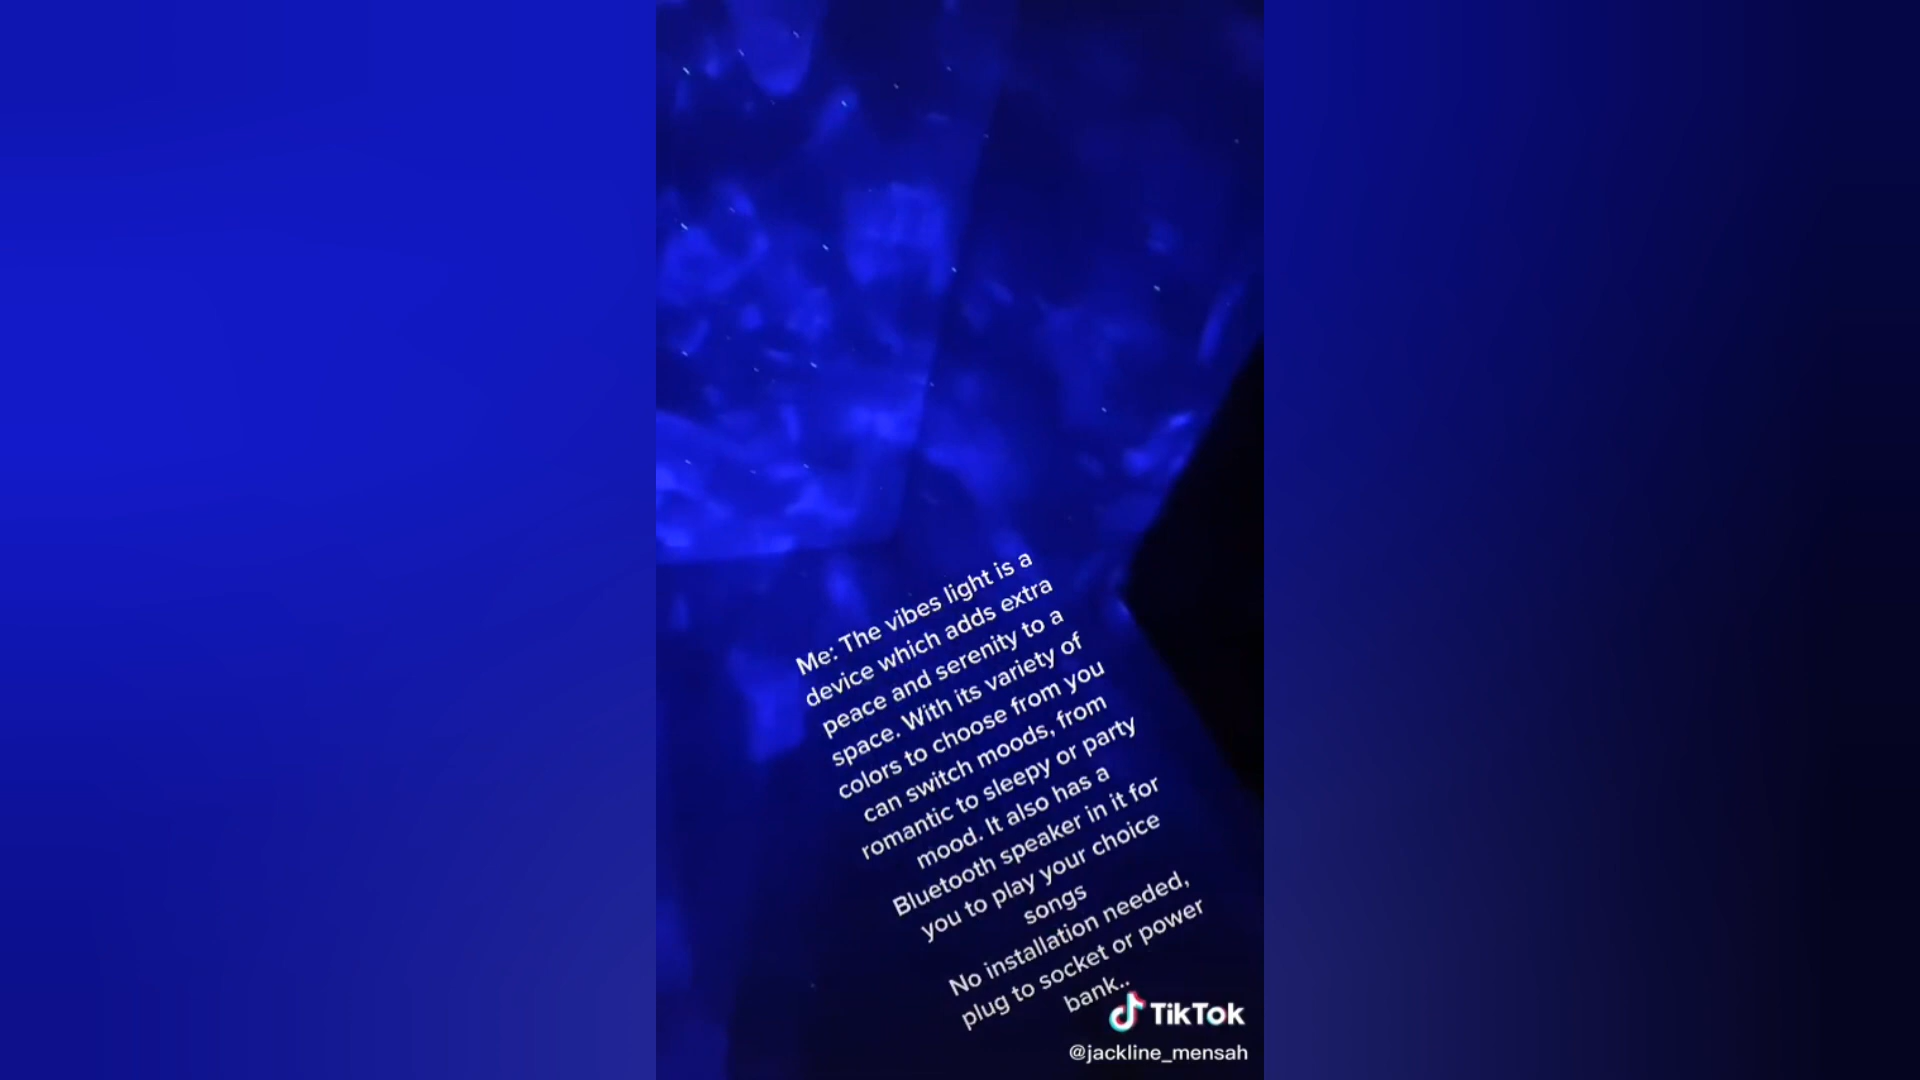 Me: The vibes light is a
device which adds extra
peace and serenity to a
space. With its variety of
colors to choose from you
can switch moods, from
romantic to sleepy or party
mood. It also has a
Bluetooth speaker in it for
you to play your choice
songs
No installation needed,
plug to socket or power
bank..
TikTok
@jackline_mensah